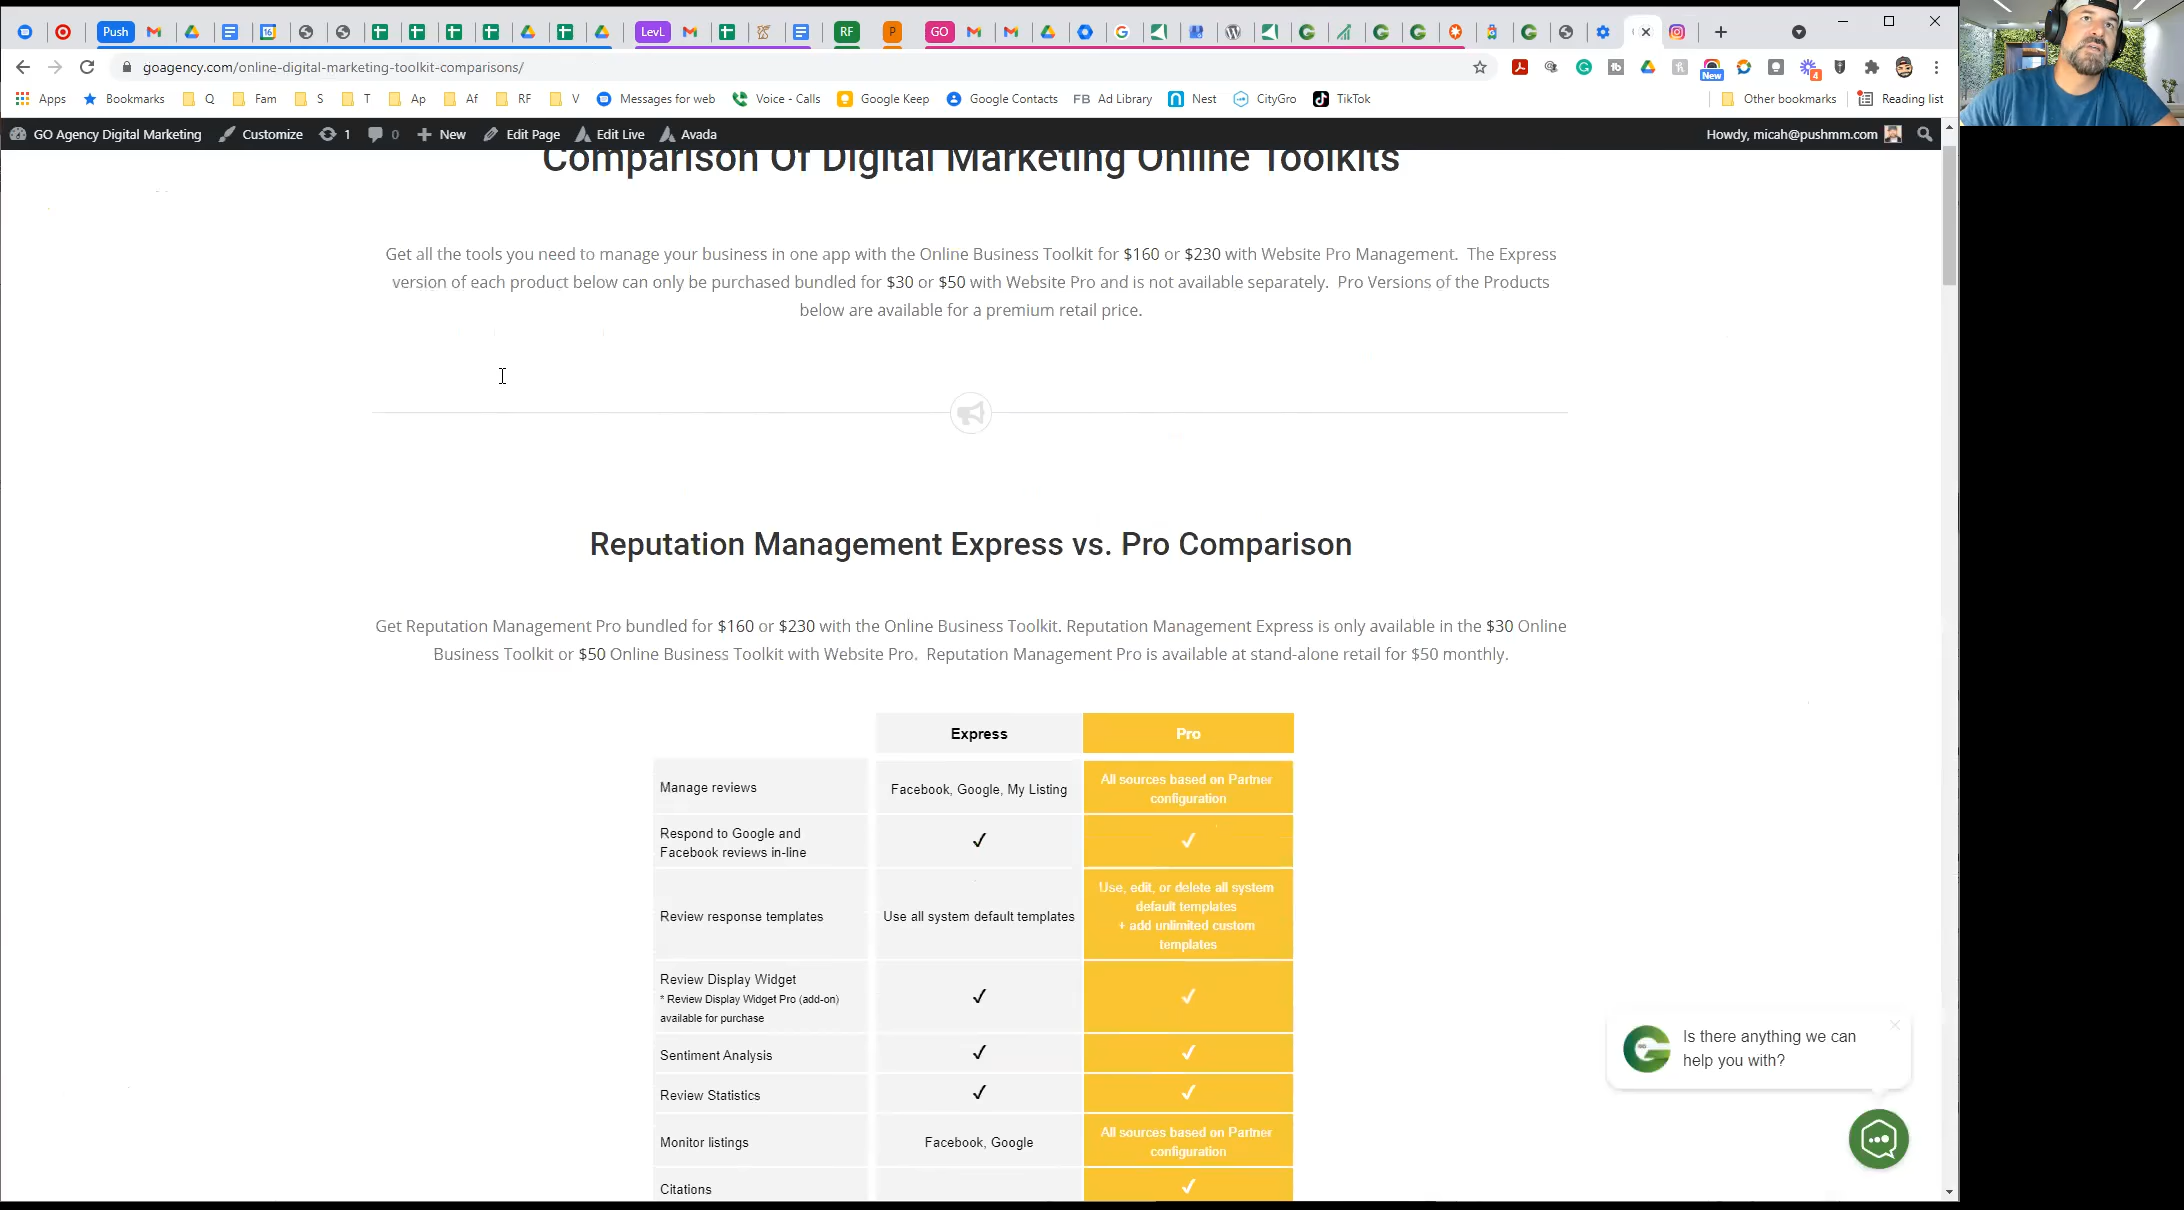 Push
16
LevL
RF
P
GO
goagency.com/online-digital-marketing-toolkit-comparisons/
New
4
Apps
Bookmarks
Q
Fam
S
T
Ap
Af
RF
V
Messages for web
Voice - Calls
Google Keep
Google Contacts
FB Ad Library
Nest
CityGro
TikTok
Other bookmarks
Reading list
GO Agency Digital Marketing
Customize
1
0
New
Edit Page
Edit Live
Avada
Howdy, micah@pushmm.com
Comparison Of Digital Marketing Online Toolkits
Get all the tools you need to manage your business in one app with the Online Business Toolkit for $160 or $230 with Website Pro Management. The Express
version of each product below can only be purchased bundled for $30 or $50 with Website Pro and is not available separately. Pro Versions of the Products
below are available for a premium retail price.
Reputation Management Express vs. Pro Comparison
Get Reputation Management Pro bundled for $160 or $230 with the Online Business Toolkit. Reputation Management Express is only available in the $30 Online
Business Toolkit or $50 Online Business Toolkit with Website Pro. Reputation Management Pro is available at stand-alone retail for $50 monthly.
Express
Pro
Manage reviews
Facebook, Google, My Listing
All sources based on Partner
configuration
Respond to Google and
Facebook reviews in-line
✓
✓
Review response templates
Use all system default templates
Use, edit, or delete all system
default templates
+ add unlimited custom
templates
Review Display Widget
* Review Display Widget Pro (add-on)
available for purchase
✓
✓
Sentiment Analysis
✓
✓
Review Statistics
✓
✓
Monitor listings
Facebook, Google
All sources based on Partner
configuration
Citations
✓
Is there anything we can
help you with?